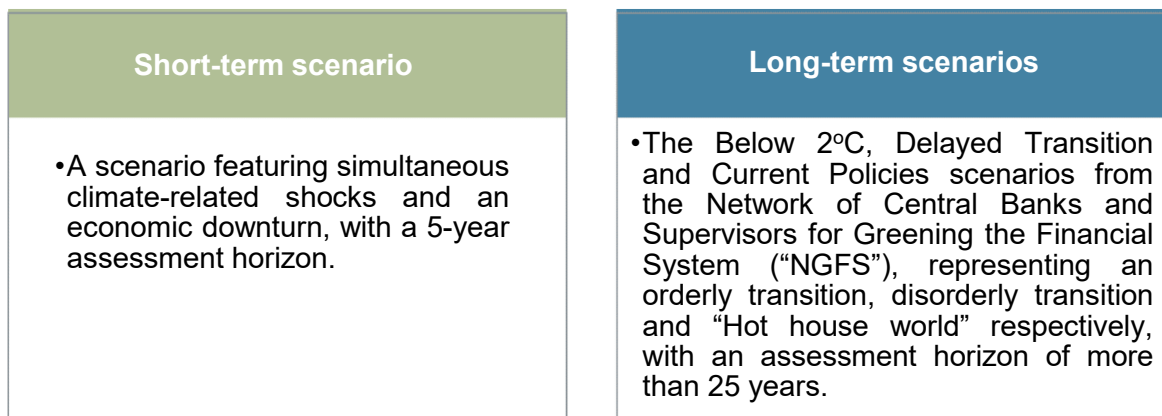 Short-term scenario
•A scenario featuring simultaneous
climate-related shocks and an
economic downturn, with a 5-year
assessment horizon.
Long-term scenarios
•The Below 2°C, Delayed Transition
and Current Policies scenarios from
the Network of Central Banks and
Supervisors for Greening the Financial
System (“NGFS”), representing an
orderly transition, disorderly transition
and “Hot house world” respectively,
with an assessment horizon of more
than 25 years.